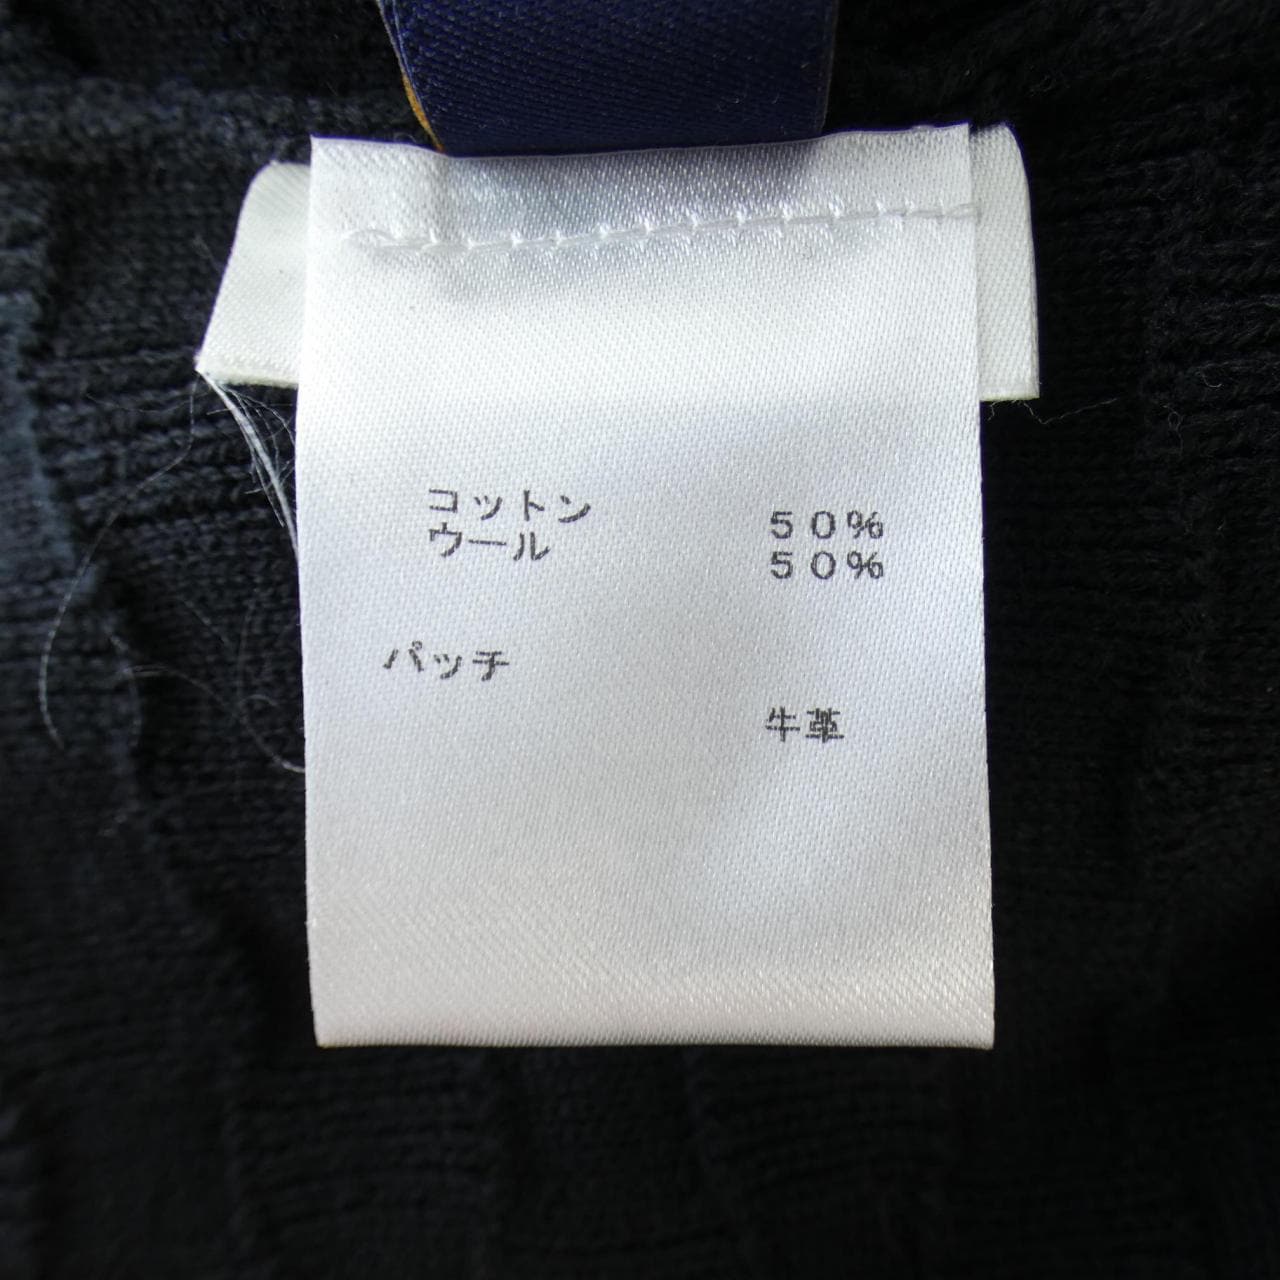 コットン ５０％
ウール ５０％
パッチ
牛革